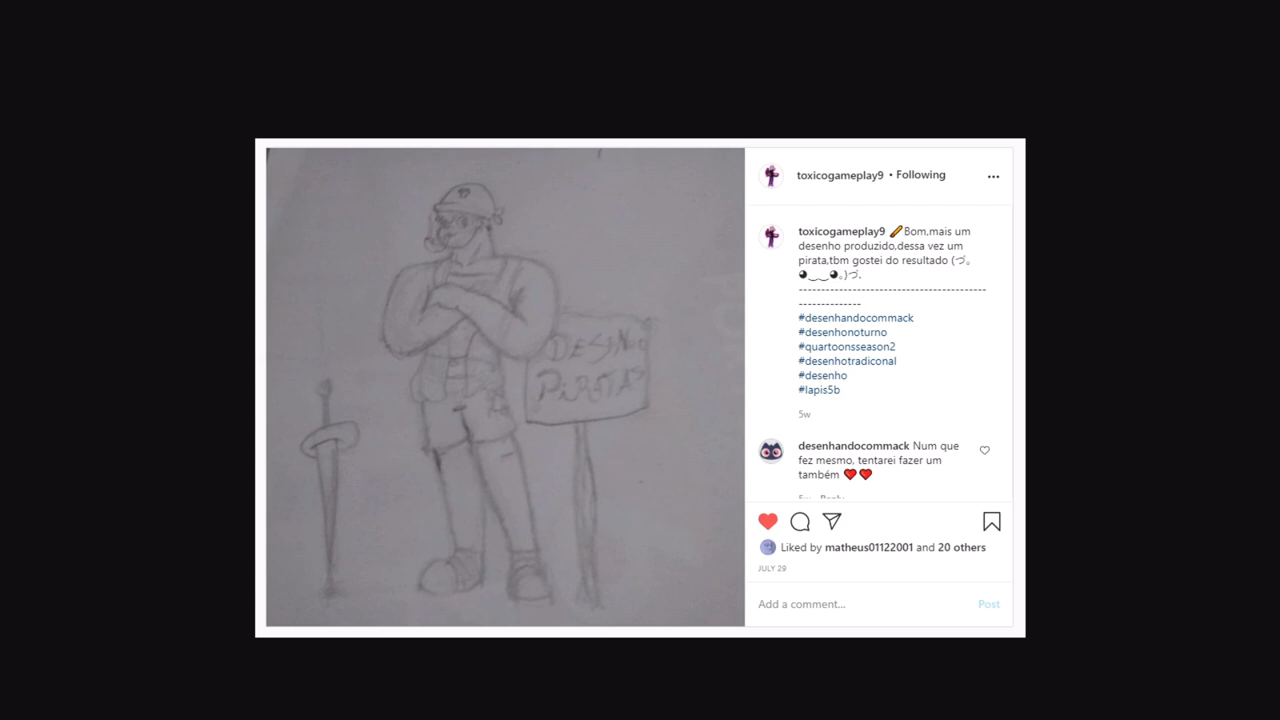 toxicogameplay9 • Following
toxicogameplay9 Bom,mais um
desenho produzido,dessa vez um
pirata,tbm gostei do resultado (づ。
◕‿‿◕。)づ.
-----------------------------------------
--------------
#desenhandocommack
#desenhonoturno
#quartoonsseason2
#desenhotradiconal
#desenho
#lapis5b
5w
desenhandocommack Num que
fez mesmo, tentarei fazer um
também
5w Reply
Liked by matheus01122001 and 20 others
JULY 29
Add a comment... Post
PIRATAS